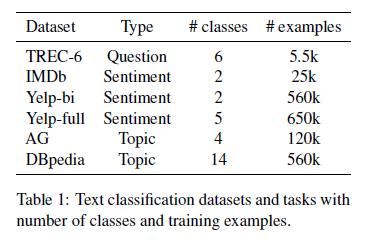 Dataset Type # classes # examples
TREC-6 Question 6 5.5k
IMDb Sentiment 2 25k
Yelp-bi Sentiment 2 560k
Yelp-full Sentiment 5 650k
AG Topic 4 120k
DBpedia Topic 14 560k
Table 1: Text classification datasets and tasks with
number of classes and training examples.